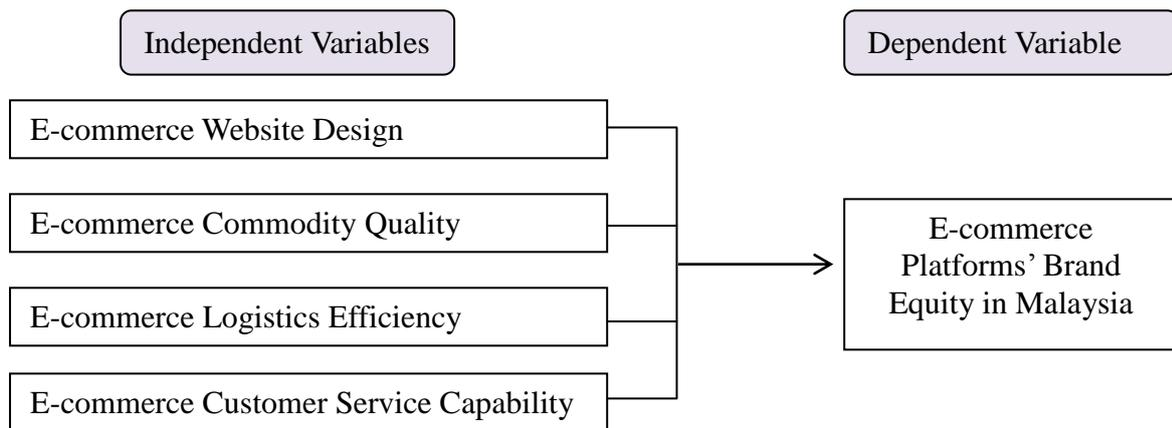 Independent Variables
Dependent Variable
E-commerce Website Design
E-commerce Commodity Quality
E-commerce Logistics Efficiency
E-commerce Customer Service Capability
E-commerce
Platforms’ Brand
Equity in Malaysia